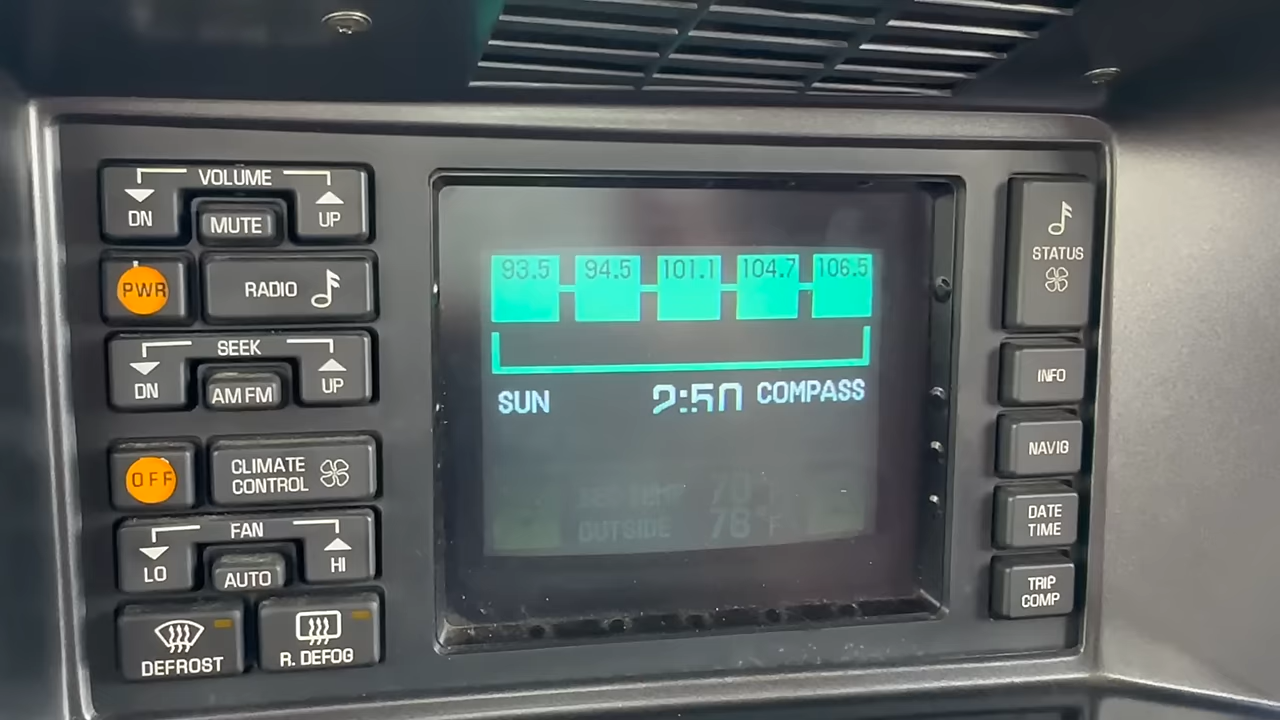 VOLUME
DN MUTE UP
PWR RADIO
SEEK
DN AM FM UP
OFF CLIMATE CONTROL
FAN
LO AUTO HI
DEFROST R. DEFOG
93.5 94.5 101.1 104.7 106.5
SUN 2:50 COMPASS
OUTSIDE 78°F
STATUS
INFO
NAVIG
DATE
TIME
TRIP
COMP